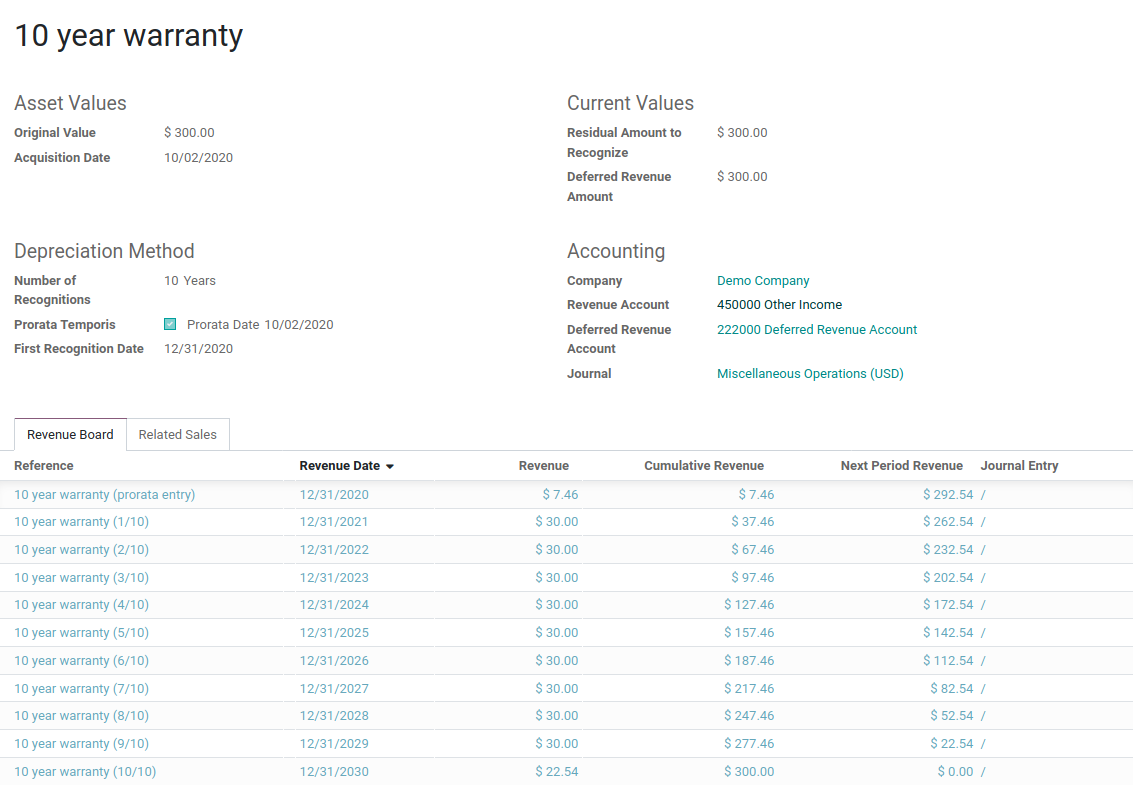 10 year warranty
Asset Values
Original Value $ 300.00
Acquisition Date 10/02/2020
Current Values
Residual Amount to $ 300.00
Recognize
Deferred Revenue $ 300.00
Amount
Depreciation Method
Number of 10 Years
Recognitions
Prorata Temporis Prorata Date 10/02/2020
First Recognition Date 12/31/2020
Accounting
Company Demo Company
Revenue Account 450000 Other Income
Deferred Revenue 222000 Deferred Revenue Account
Account
Journal Miscellaneous Operations (USD)
Revenue Board Related Sales
Reference Revenue Date Revenue Cumulative Revenue Next Period Revenue Journal Entry
10 year warranty (prorata entry) 12/31/2020 $ 7.46 $ 7.46 $ 292.54 /
10 year warranty (1/10) 12/31/2021 $ 30.00 $ 37.46 $ 262.54 /
10 year warranty (2/10) 12/31/2022 $ 30.00 $ 67.46 $ 232.54 /
10 year warranty (3/10) 12/31/2023 $ 30.00 $ 97.46 $ 202.54 /
10 year warranty (4/10) 12/31/2024 $ 30.00 $ 127.46 $ 172.54 /
10 year warranty (5/10) 12/31/2025 $ 30.00 $ 157.46 $ 142.54 /
10 year warranty (6/10) 12/31/2026 $ 30.00 $ 187.46 $ 112.54 /
10 year warranty (7/10) 12/31/2027 $ 30.00 $ 217.46 $ 82.54 /
10 year warranty (8/10) 12/31/2028 $ 30.00 $ 247.46 $ 52.54 /
10 year warranty (9/10) 12/31/2029 $ 30.00 $ 277.46 $ 22.54 /
10 year warranty (10/10) 12/31/2030 $ 22.54 $ 300.00 $ 0.00 /